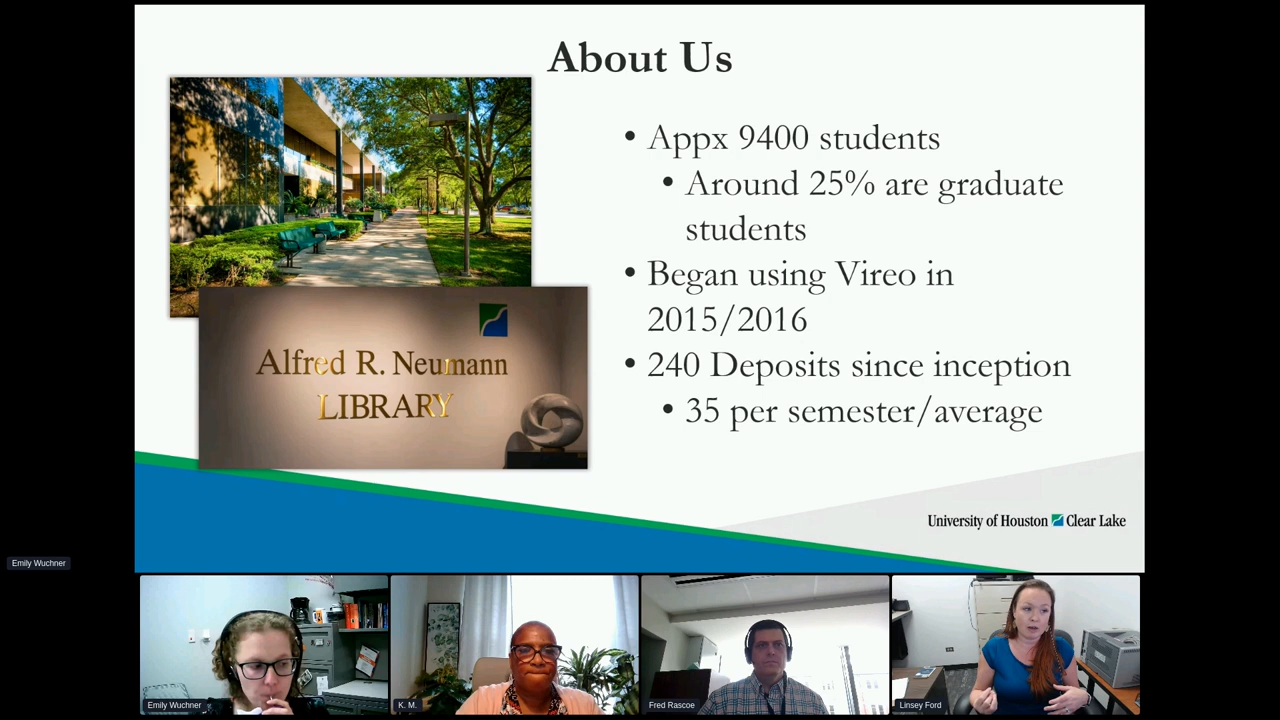 About Us
• Appx 9400 students
• Around 25% are graduate
students
• Began using Vireo in
2015/2016
• 240 Deposits since inception
• 35 per semester/average
Alfred R. Neumann
LIBRARY
University of Houston Clear Lake
Emily Wuchner
Emily Wuchner
K. M.
Fred Rascoe
Linsey Ford